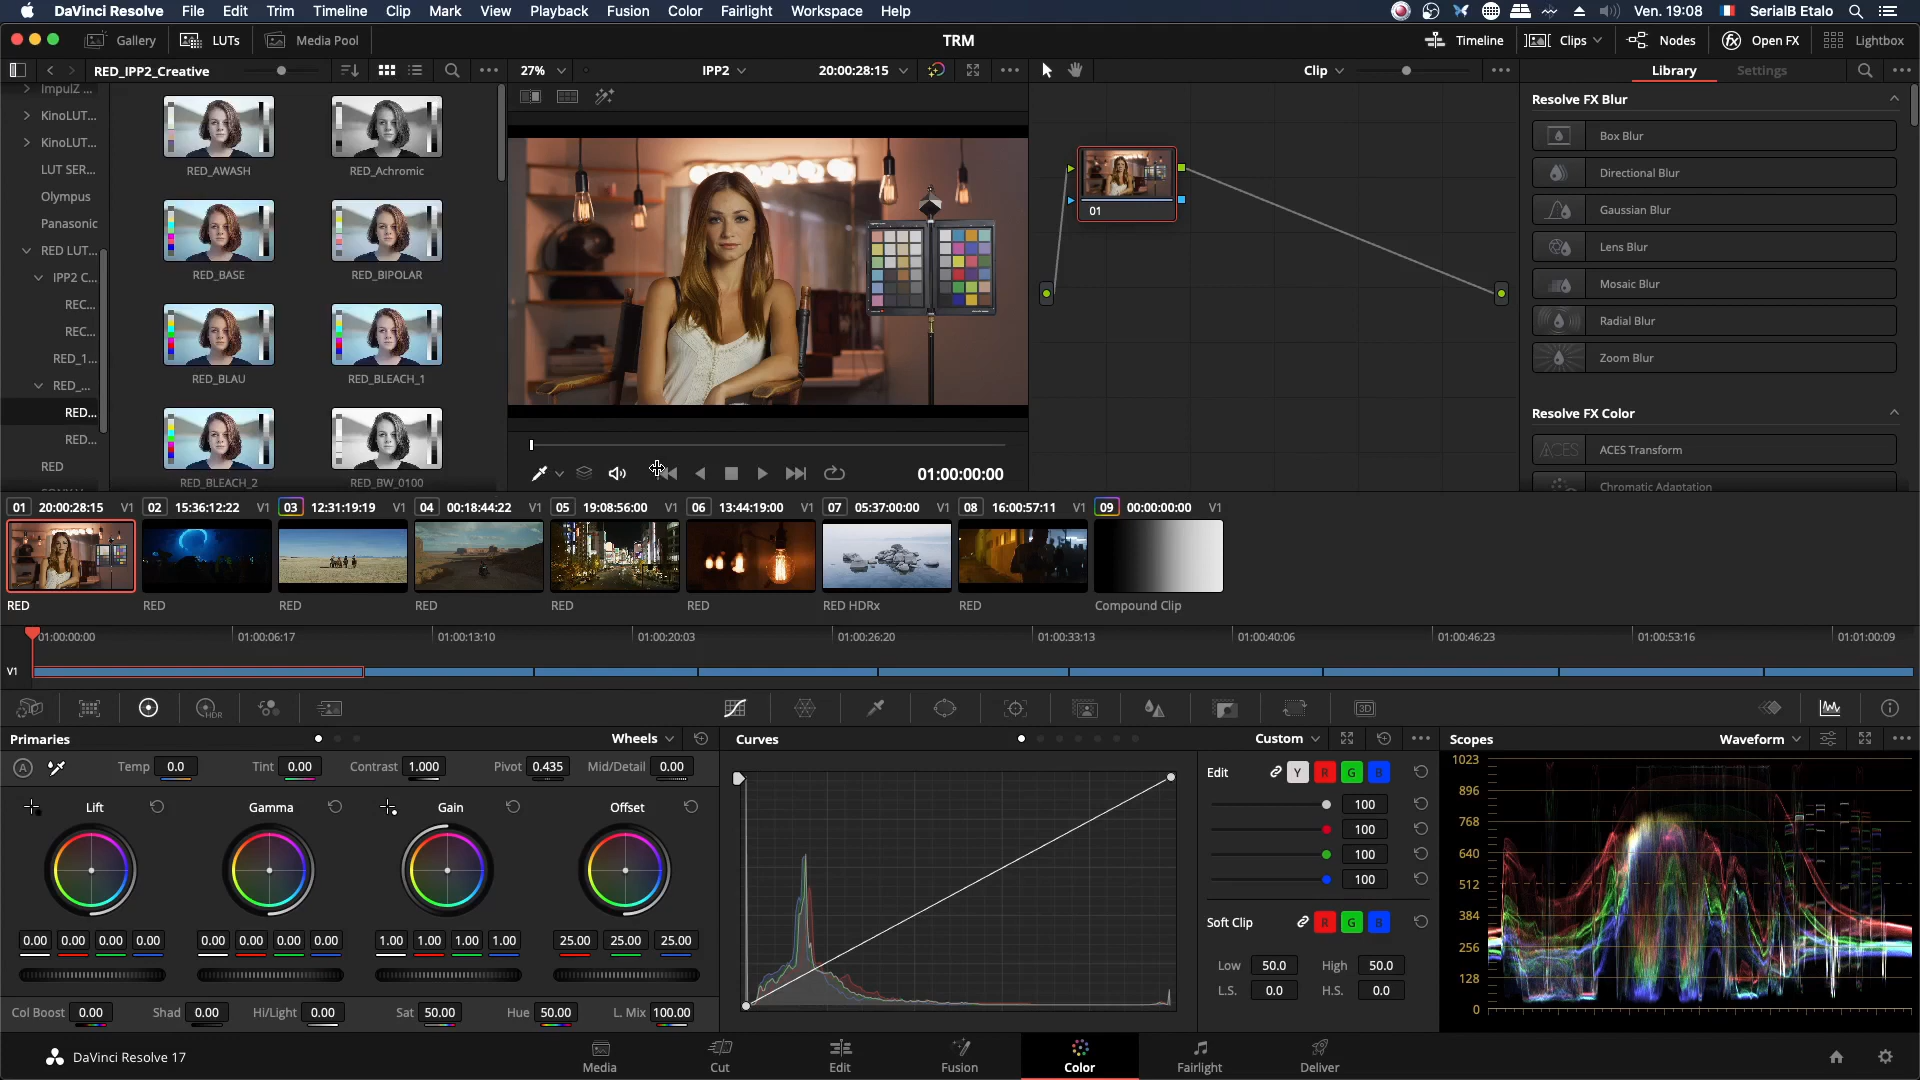 DaVinci Resolve File Edit Trim Timeline Clip Mark View Playback Fusion Color Fairlight Workspace Help Ven. 19:08 SerialB Etalo
Gallery LUTs Media Pool TRM Timeline Clips Nodes Open FX Lightbox
RED_IPP2_Creative 27% IPP2 20:00:28:15 Clip Library Settings
ImpulZ ...
KinoLUT...
KinoLUT...
LUT SER...
Olympus
Panasonic
RED LUT...
IPP2 C...
REC...
REC...
RED_1...
RED_...
RED...
RED...
RED
RED_AWASH RED_Achromic
RED_BASE RED_BIPOLAR
RED_BLAU RED_BLEACH_1
RED_BLEACH_2 RED_BW_0100
01:00:00:00
01
Resolve FX Blur
Box Blur
Directional Blur
Gaussian Blur
Lens Blur
Mosaic Blur
Radial Blur
Zoom Blur
Resolve FX Color
ACES ACES Transform
Chromatic Adaptation
01 20:00:28:15 V1 02 15:36:12:22 V1 03 12:31:19:19 V1 04 00:18:44:22 V1 05 19:08:56:00 V1 06 13:44:19:00 V1 07 05:37:00:00 V1 08 16:00:57:11 V1 09 00:00:00:00 V1
RED RED RED RED RED RED RED HDRx RED Compound Clip
01:00:00:00 01:00:06:17 01:00:13:10 01:00:20:03 01:00:26:20 01:00:33:13 01:00:40:06 01:00:46:23 01:00:53:16 01:01:00:09
V1
HDR 3D
Primaries Wheels Curves Custom Scopes Waveform
A Temp 0.0 Tint 0.00 Contrast 1.000 Pivot 0.435 Mid/Detail 0.00
Lift Gamma Gain Offset
0.00 0.00 0.00 0.00 0.00 0.00 0.00 0.00 1.00 1.00 1.00 1.00 25.00 25.00 25.00
Col Boost 0.00 Shad 0.00 Hi/Light 0.00 Sat 50.00 Hue 50.00 L. Mix 100.00
Edit Y R G B
100
100
100
100
Soft Clip R G B
Low 50.0 High 50.0
L.S. 0.0 H.S. 0.0
1023
896
768
640
512
384
256
128
0
DaVinci Resolve 17 Media Cut Edit Fusion Color Fairlight Deliver